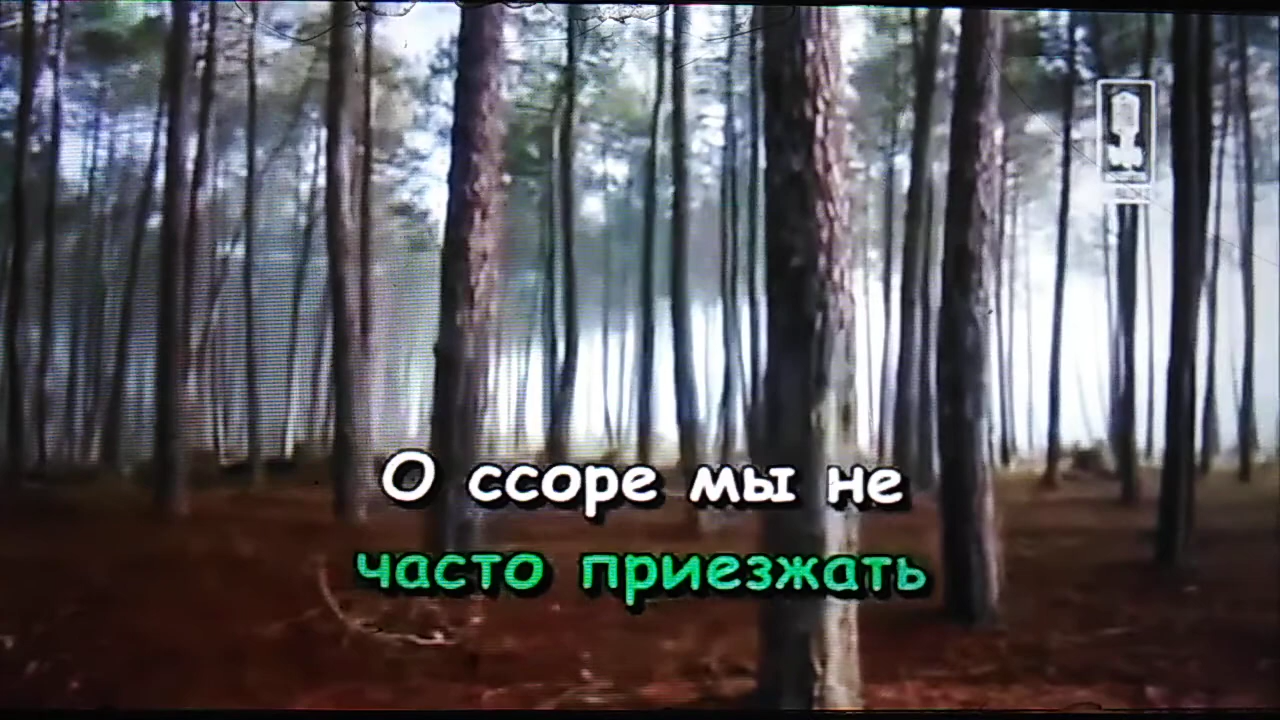 О ссоре мы не
часто приезжать